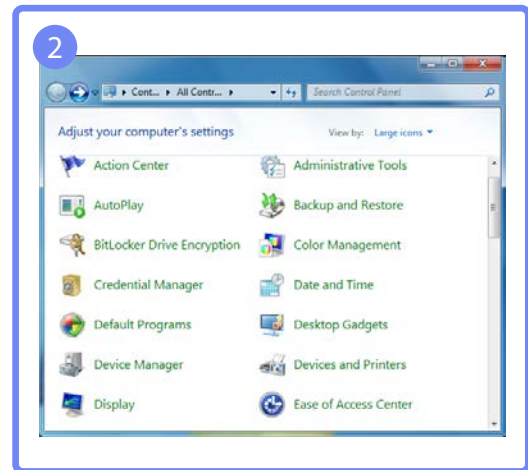 2
Cont... All Contr...
Search Control Panel
Adjust your computer's settings
View by: Large icons
Action Center
Administrative Tools
AutoPlay
Backup and Restore
BitLocker Drive Encryption
Color Management
Credential Manager
Date and Time
Default Programs
Desktop Gadgets
Device Manager
Devices and Printers
Display
Ease of Access Center